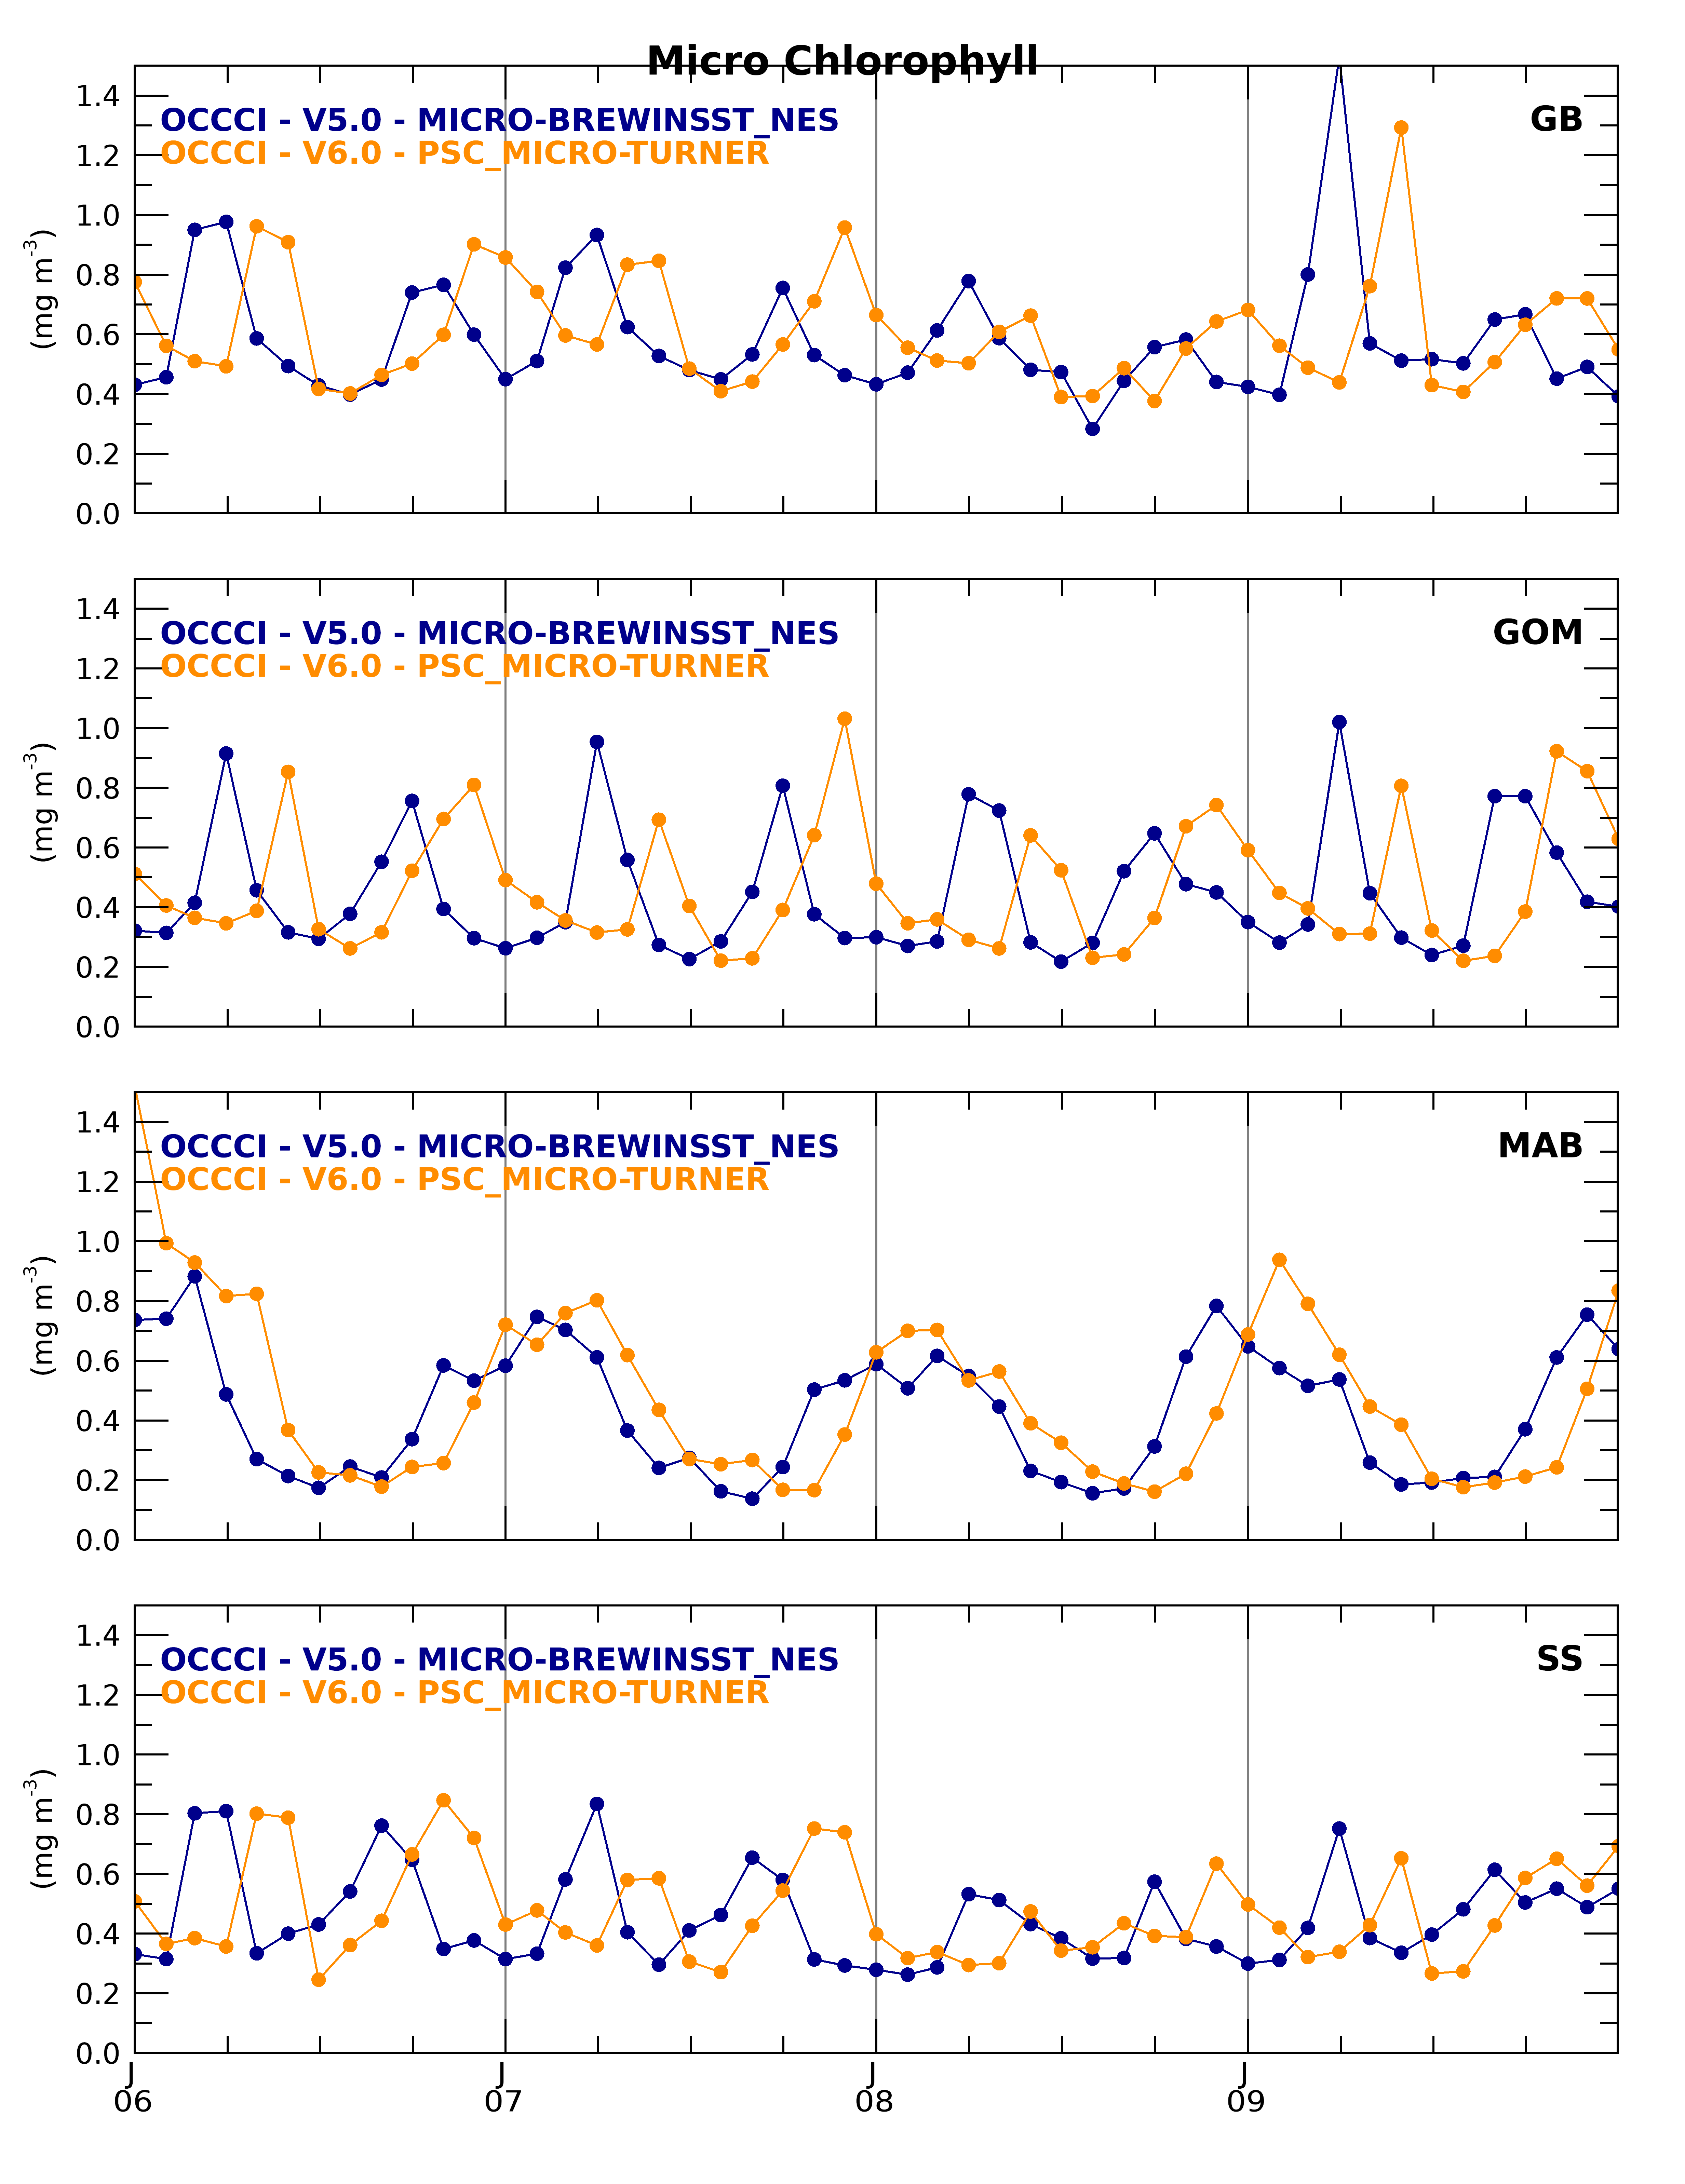 Micro Chlorophyll
1.4
1.2
1.0
0.8
0.6
0.4
0.2
0.0
(mg m-3)
OCCCI - V5.0 - MICRO-BREWINSST_NES
OCCCI - V6.0 - PSC_MICRO-TURNER
GB
1.4
1.2
1.0
0.8
0.6
0.4
0.2
0.0
(mg m-3)
OCCCI - V5.0 - MICRO-BREWINSST_NES
OCCCI - V6.0 - PSC_MICRO-TURNER
GOM
1.4
1.2
1.0
0.8
0.6
0.4
0.2
0.0
(mg m-3)
OCCCI - V5.0 - MICRO-BREWINSST_NES
OCCCI - V6.0 - PSC_MICRO-TURNER
MAB
1.4
1.2
1.0
0.8
0.6
0.4
0.2
0.0
(mg m-3)
OCCCI - V5.0 - MICRO-BREWINSST_NES
OCCCI - V6.0 - PSC_MICRO-TURNER
SS
J J J J
06 07 08 09